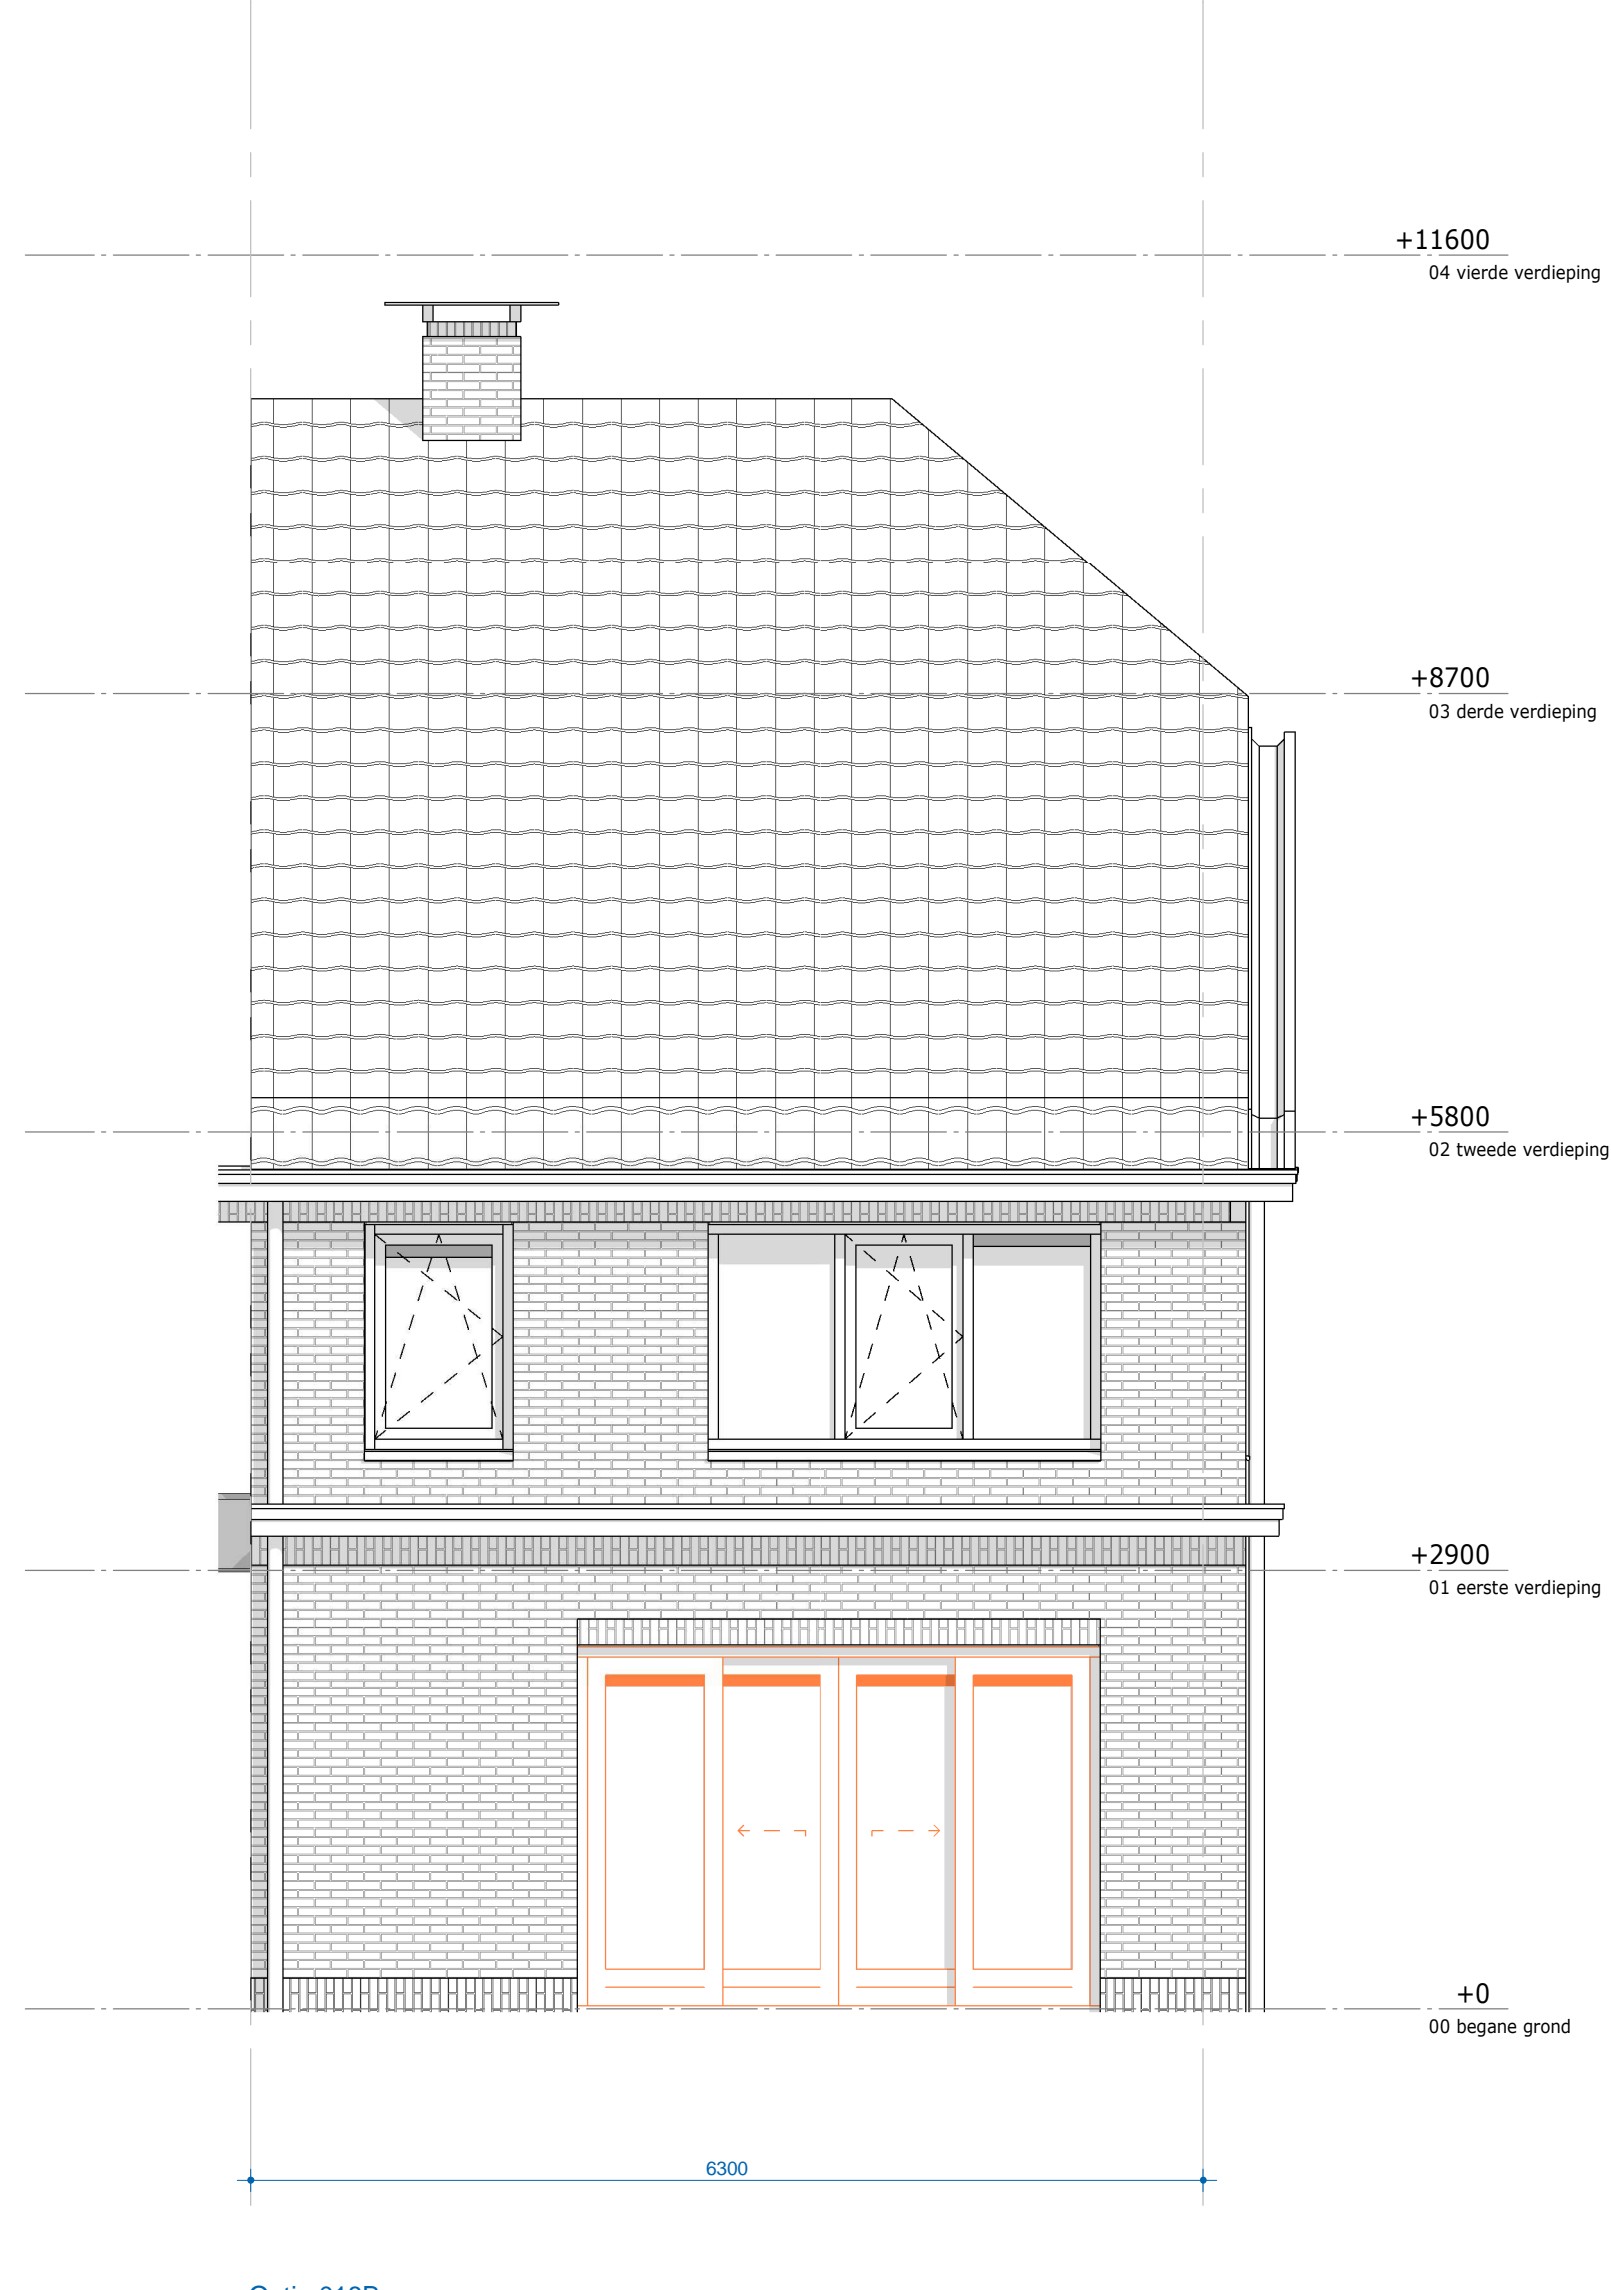 +11600
04 vierde verdieping
+8700
03 derde verdieping
+5800
02 tweede verdieping
+2900
01 eerste verdieping
+0
00 begane grond
6300